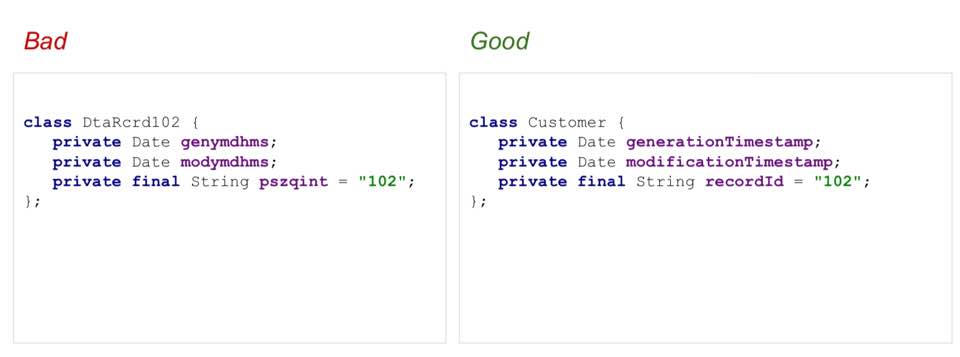 Bad
class DtaRcrd102 {
   private Date genymdhms;
   private Date modymdhms;
   private final String pszqint = "102";
};
Good
class Customer {
   private Date generationTimestamp;
   private Date modificationTimestamp;
   private final String recordId = "102";
};